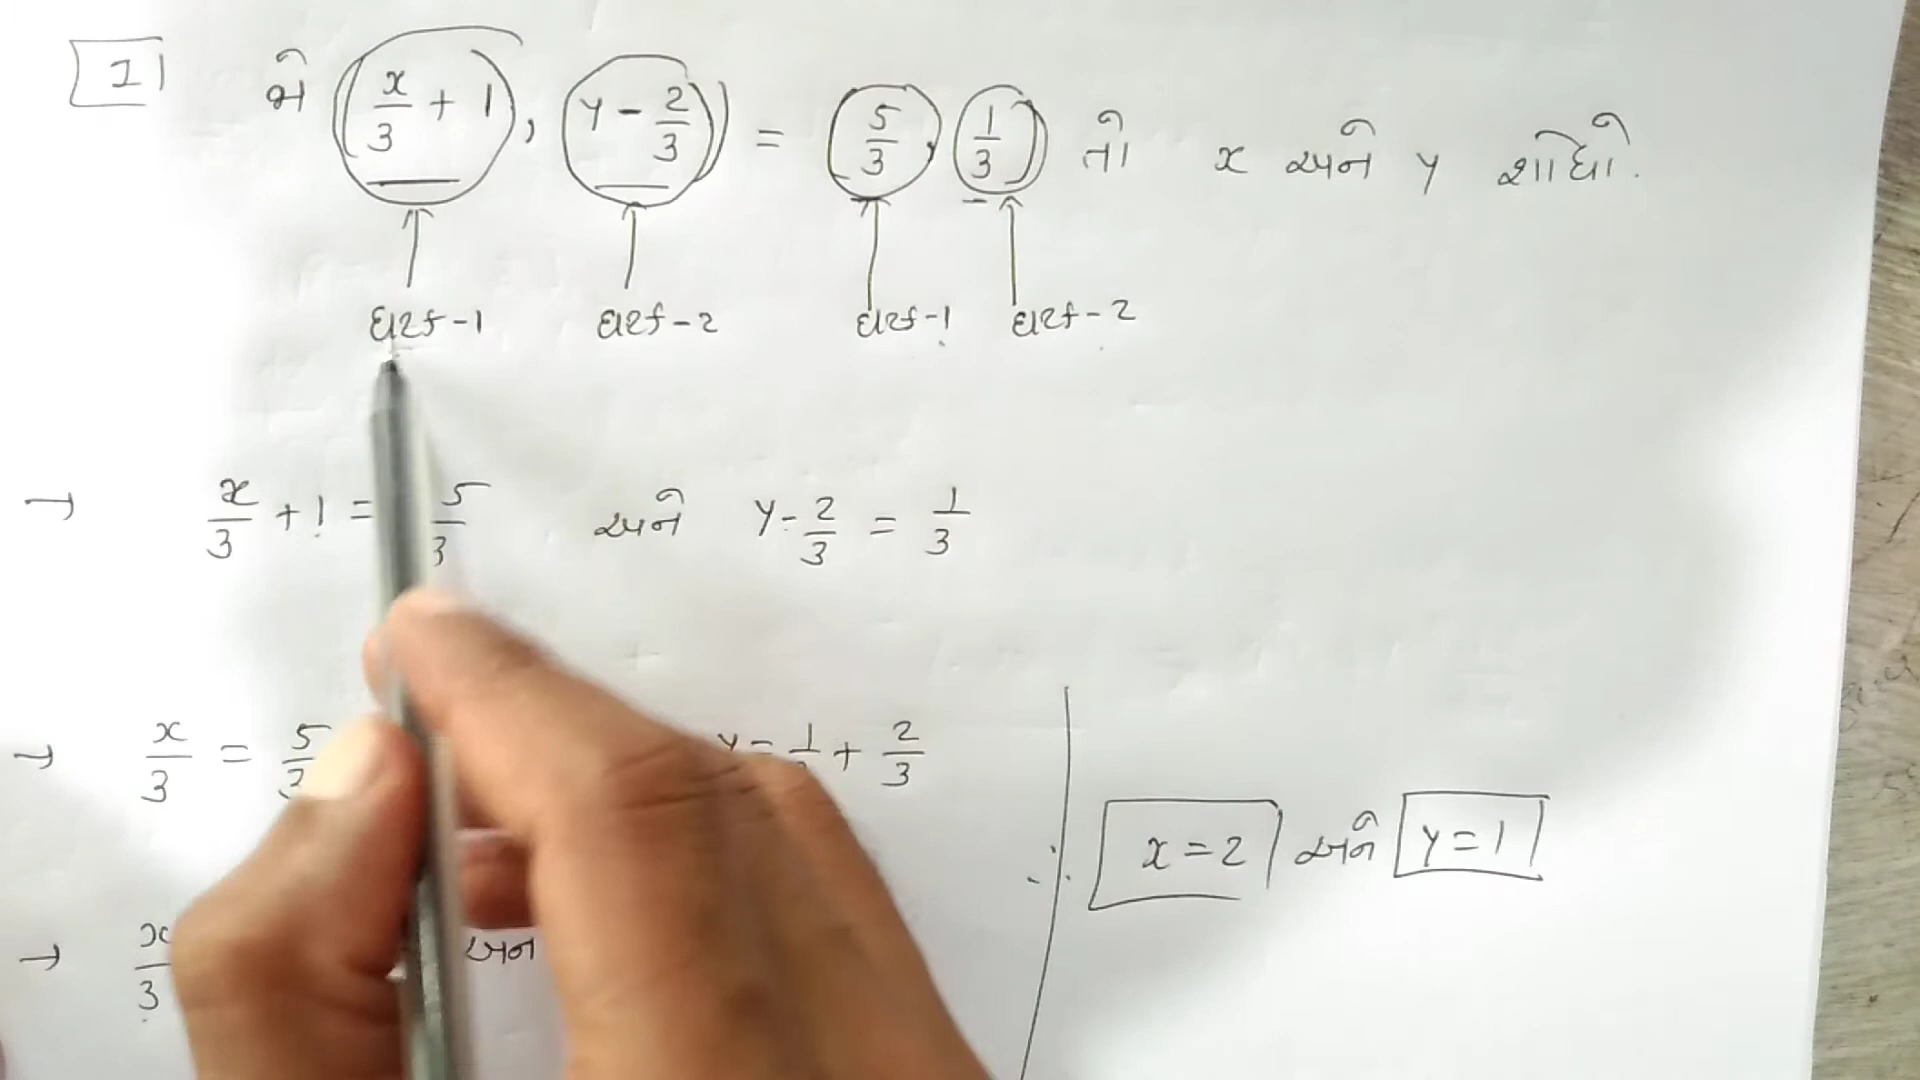 1) જો (x/3 + 1, y - 2/3) = (5/3, 1/3) તો x અને y શોધો.
ઘટક-1 ઘટક-2 ઘટક-1 ઘટક-2
→ x/3 + 1 = 5/3 અને y - 2/3 = 1/3
→ x/3 = 5/3 y = 1 + 2/3
→ x/3 અને
∴ x = 2 અને y = 1